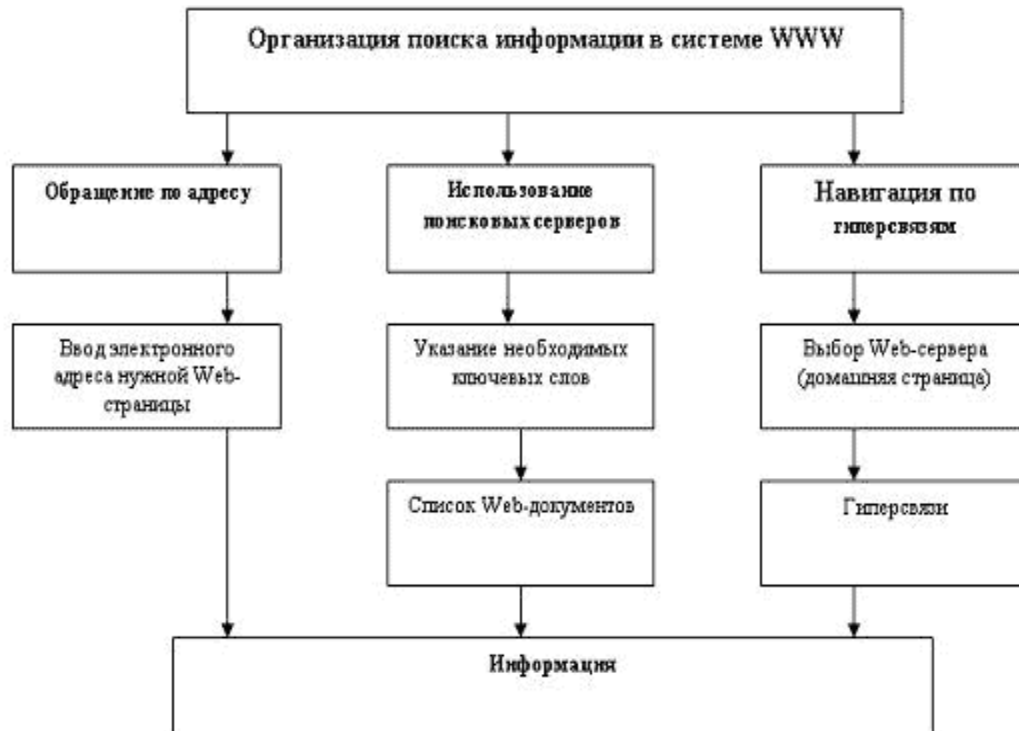 Организация поиска информации в системе WWW
Обращение по адресу
Использование
поисковых серверов
Навигация по
гиперсвязям
Ввод электронного
адреса нужной Web-
страницы
Указание необходимых
ключевых слов
Выбор Web-сервера
(домашняя страница)
Список Web-документов
Гиперсвязи
Информация